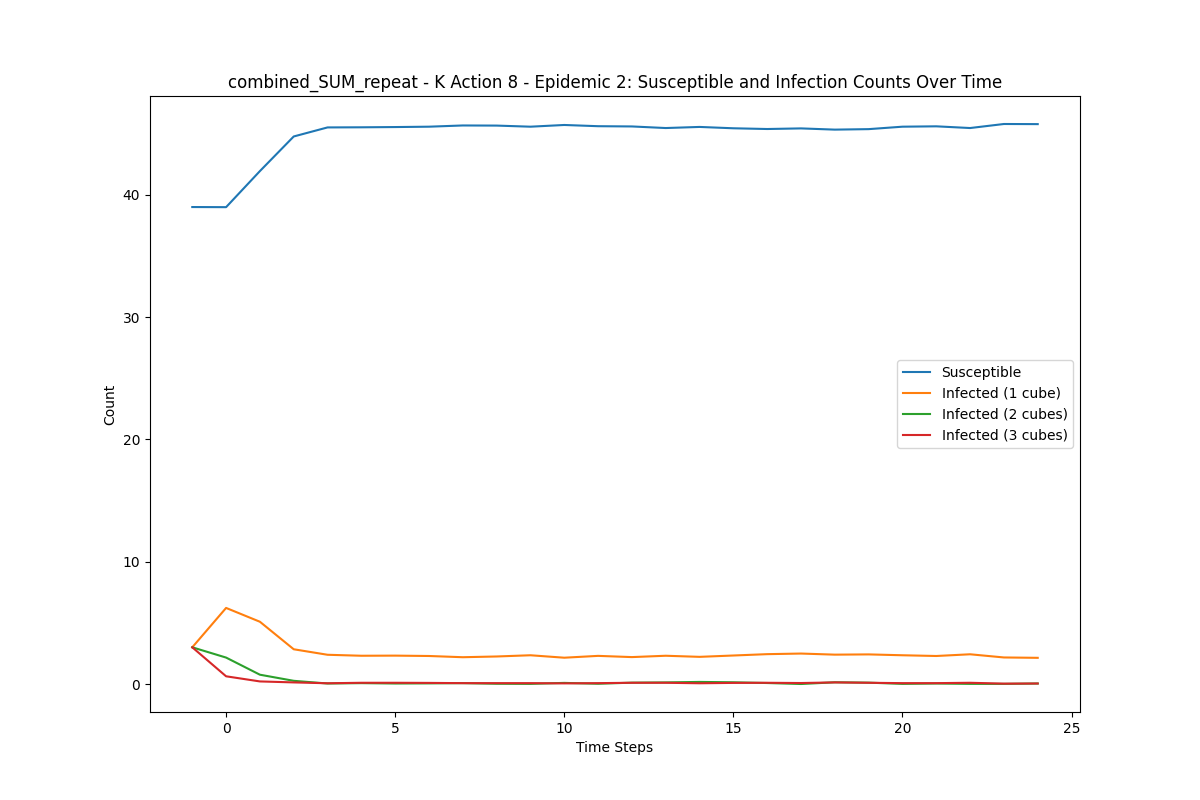 combined_SUM_repeat - K Action 8 - Epidemic 2: Susceptible and Infection Counts Over Time
Count
40
30
20
10
0
Susceptible
Infected (1 cube)
Infected (2 cubes)
Infected (3 cubes)
0 5 10 15 20 25
Time Steps